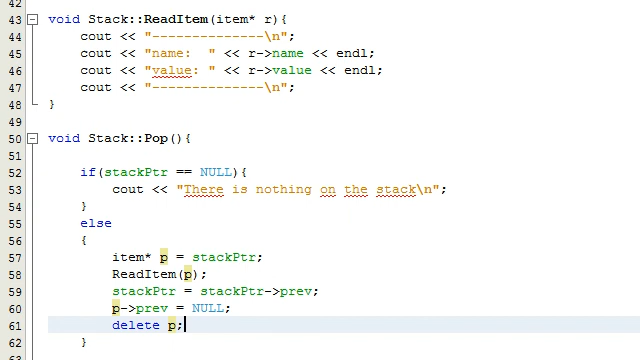 42
43 void Stack::ReadItem(item* r){
44 cout << "--------------\n";
45 cout << "name:  " << r->name << endl;
46 cout << "value: " << r->value << endl;
47 cout << "--------------\n";
48 }
49
50 void Stack::Pop(){
51
52 if(stackPtr == NULL){
53 cout << "There is nothing on the stack\n";
54 }
55 else
56 {
57 item* p = stackPtr;
58 ReadItem(p);
59 stackPtr = stackPtr->prev;
60 p->prev = NULL;
61 delete p;
62 }